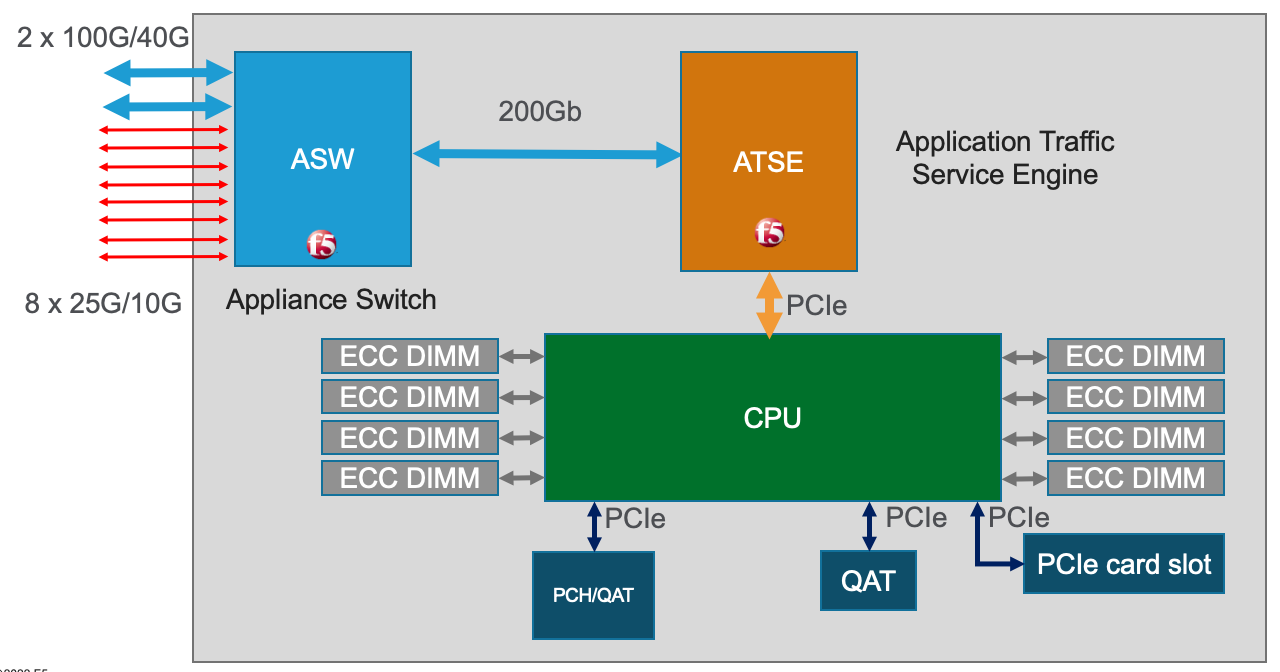 2 x 100G/40G
200Gb
ASW
ATSE
Application Traffic
Service Engine
f5
f5
8 x 25G/10G
Appliance Switch
PCIe
ECC DIMM
ECC DIMM
ECC DIMM
ECC DIMM
CPU
ECC DIMM
ECC DIMM
ECC DIMM
ECC DIMM
PCIe
PCIe
PCIe
PCH/QAT
QAT
PCIe card slot